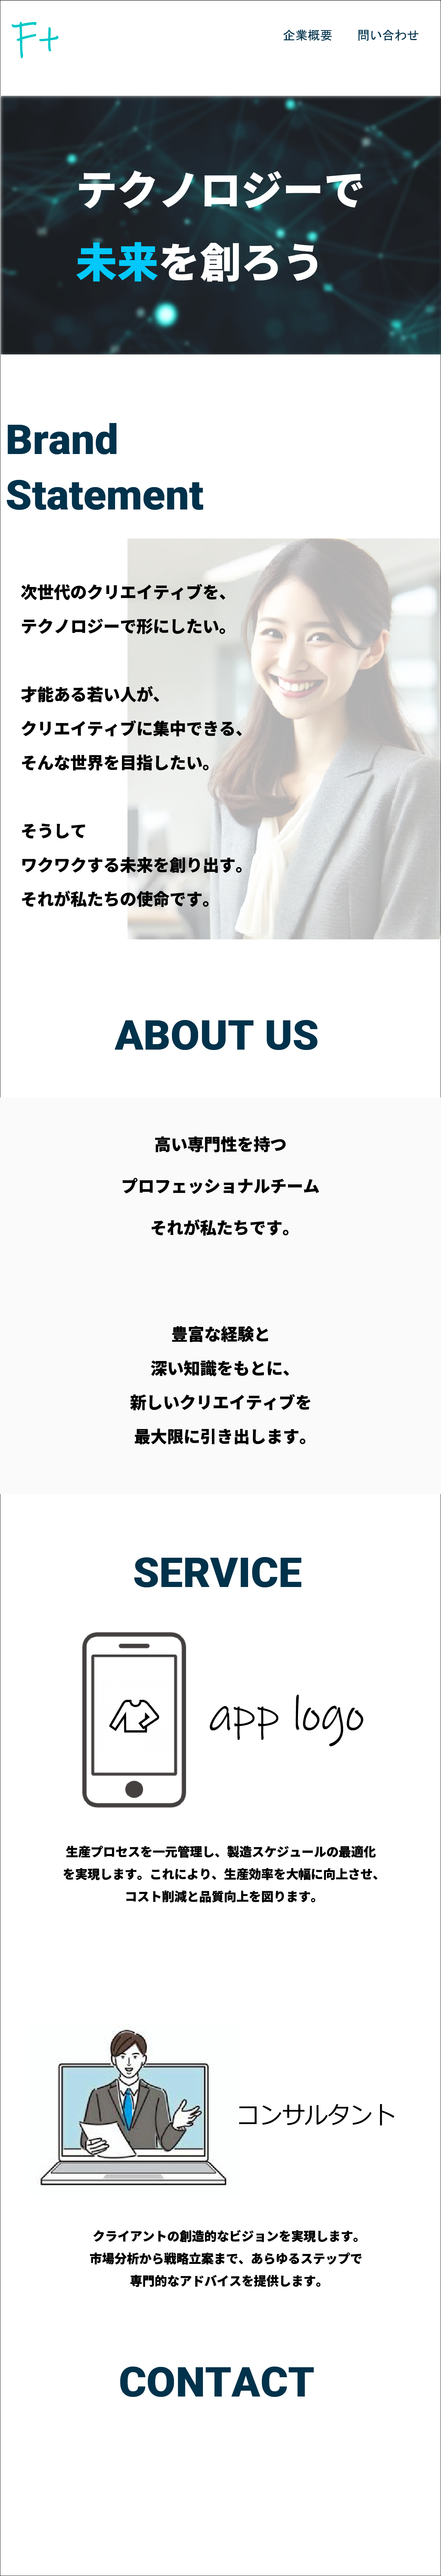 F+
企業概要 問い合わせ
テクノロジーで
未来を創ろう
Brand
Statement
次世代のクリエイティブを、
テクノロジーで形にしたい。
才能ある若い人が、
クリエイティブに集中できる、
そんな世界を目指したい。
そうして
ワクワクする未来を創り出す。
それが私たちの使命です。
ABOUT US
高い専門性を持つ
プロフェッショナルチーム
それが私たちです。
豊富な経験と
深い知識をもとに、
新しいクリエイティブを
最大限に引き出します。
SERVICE
app logo
生産プロセスを一元管理し、製造スケジュールの最適化
を実現します。これにより、生産効率を大幅に向上させ、
コスト削減と品質向上を図ります。
コンサルタント
クライアントの創造的なビジョンを実現します。
市場分析から戦略立案まで、あらゆるステップで
専門的なアドバイスを提供します。
CONTACT